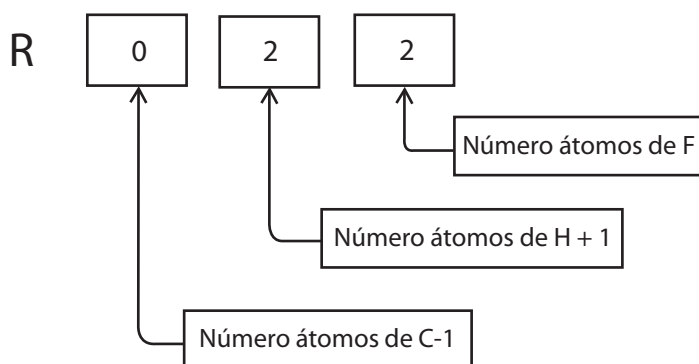 R 0 2 2
Número átomos de F
Número átomos de H + 1
Número átomos de C-1